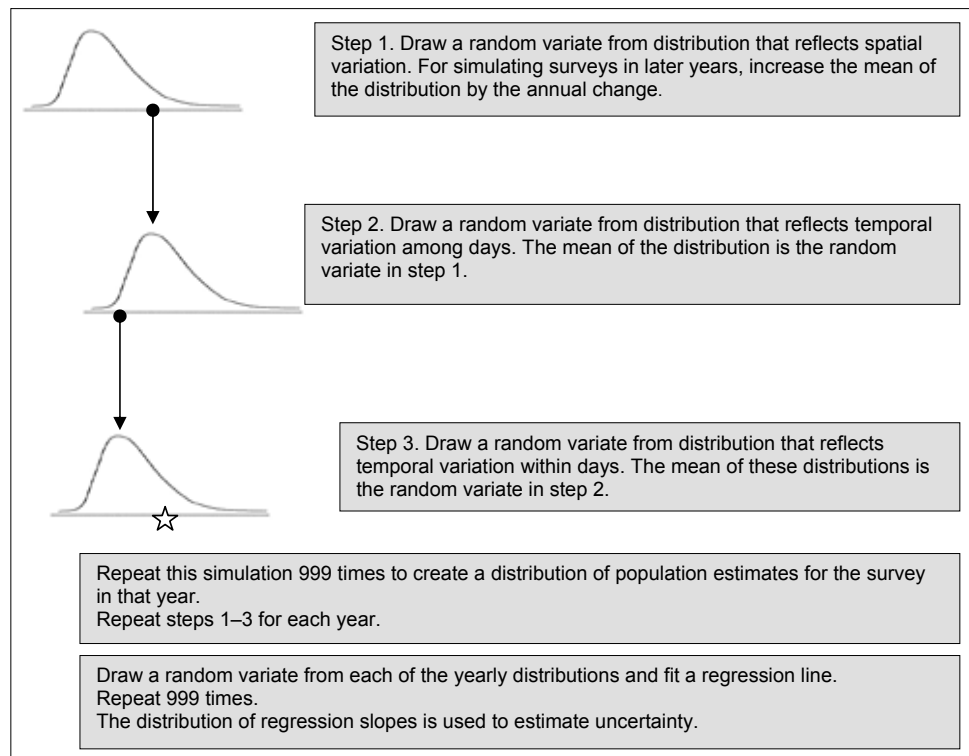 Step 1. Draw a random variate from distribution that reflects spatial
variation. For simulating surveys in later years, increase the mean of
the distribution by the annual change.
Step 2. Draw a random variate from distribution that reflects temporal
variation among days. The mean of the distribution is the random
variate in step 1.
Step 3. Draw a random variate from distribution that reflects
temporal variation within days. The mean of these distributions is
the random variate in step 2.
Repeat this simulation 999 times to create a distribution of population estimates for the survey
in that year.
Repeat steps 1–3 for each year.
Draw a random variate from each of the yearly distributions and fit a regression line.
Repeat 999 times.
The distribution of regression slopes is used to estimate uncertainty.